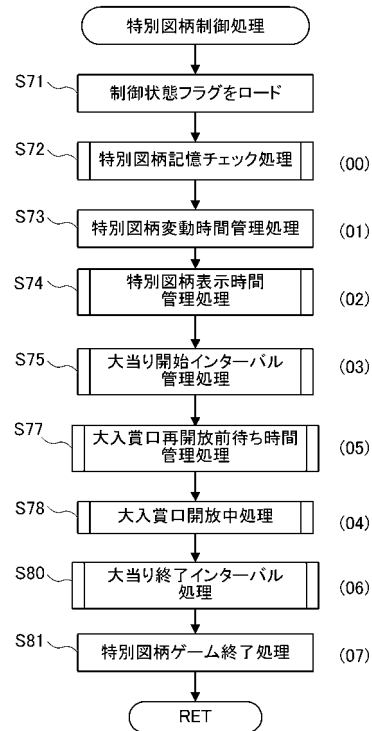 特別図柄制御処理
S71
制御状態フラグをロード
S72
特別図柄記憶チェック処理
(00)
S73
特別図柄変動時間管理処理
(01)
S74
特別図柄表示時間
管理処理
(02)
S75
大当り開始インターバル
管理処理
(03)
S77
大入賞口再開放前待ち時間
管理処理
(05)
S78
大入賞口開放中処理
(04)
S80
大当り終了インターバル
処理
(06)
S81
特別図柄ゲーム終了処理
(07)
RET